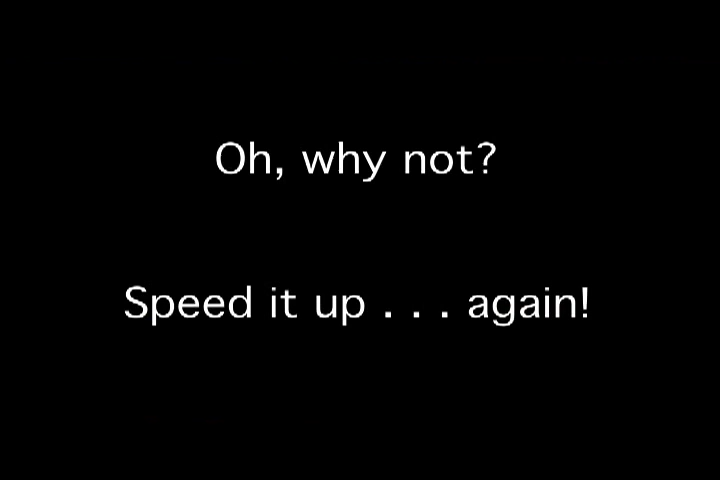 Oh, why not?
Speed it up . . . again!